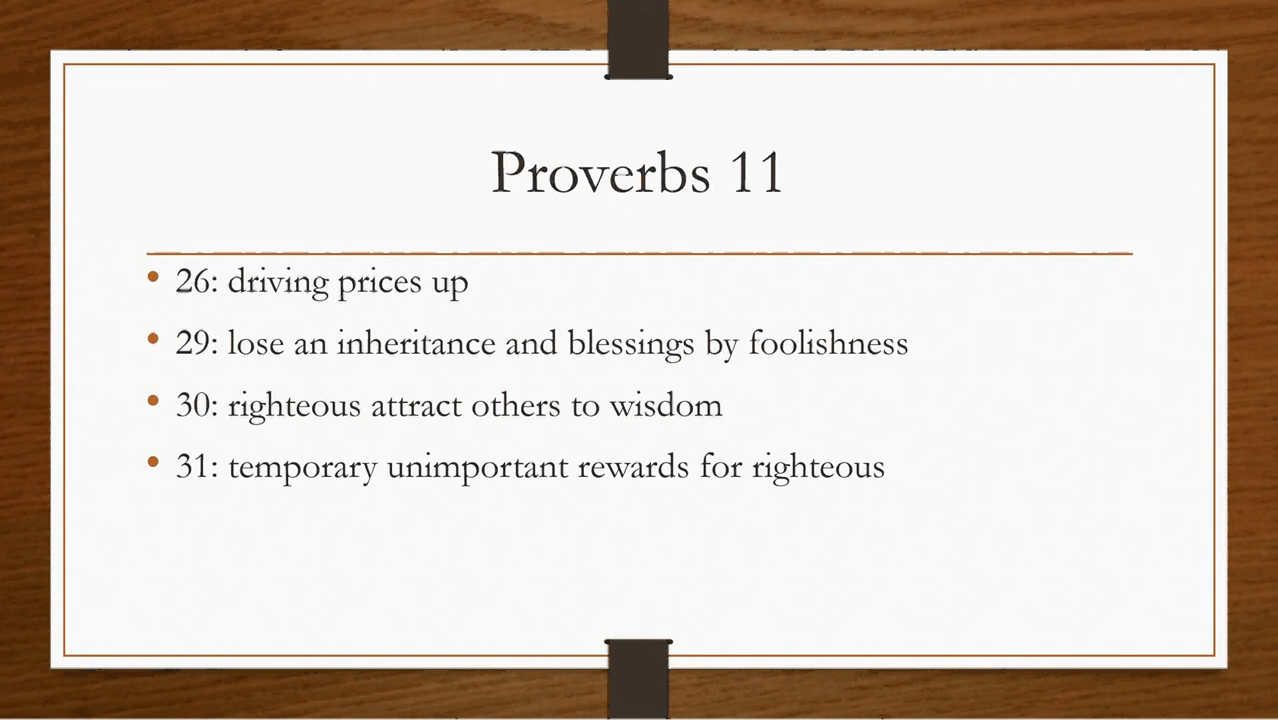 Proverbs 11
• 26: driving prices up
• 29: lose an inheritance and blessings by foolishness
• 30: righteous attract others to wisdom
• 31: temporary unimportant rewards for righteous